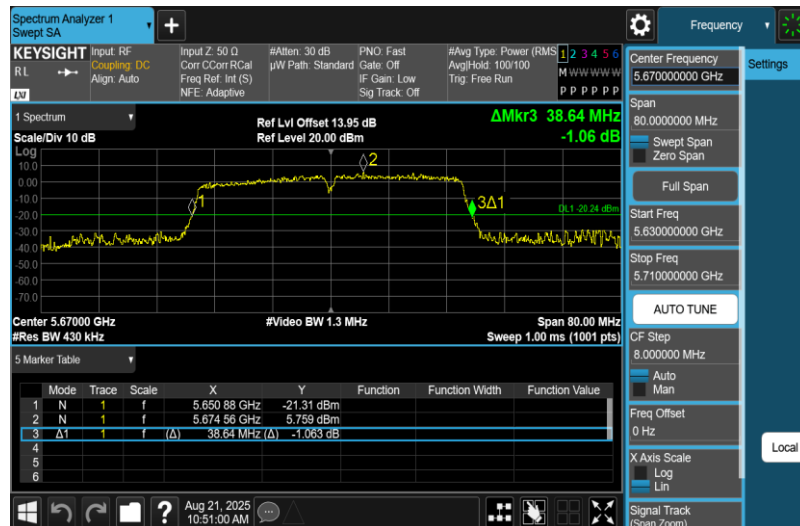 Spectrum Analyzer 1
Swept SA
+
Frequency
KEYSIGHT
RL
LXI
Input: RF
Coupling: DC
Align: Auto
Input Z: 50 Ω
Corr CCorr RCal
Freq Ref: Int (S)
NFE: Adaptive
#Atten: 30 dB
µW Path: Standard
PNO: Fast
Gate: Off
IF Gain: Low
Sig Track: Off
#Avg Type: Power (RMS
Avg|Hold: 100/100
Trig: Free Run
1 2 3 4 5 6
M W W W W W
P P P P P P
1 Spectrum
Scale/Div 10 dB
Ref Lvl Offset 13.95 dB
Ref Level 20.00 dBm
ΔMkr3 38.64 MHz
-1.06 dB
Log
10.0
0.00
-10.0
-20.0
-30.0
-40.0
-50.0
-60.0
-70.0
1
2
3Δ1
DL1 -20.24 dBm
Center 5.67000 GHz
#Video BW 1.3 MHz
Span 80.00 MHz
#Res BW 430 kHz
Sweep 1.00 ms (1001 pts)
5 Marker Table
Mode Trace Scale X Y Function Function Width Function Value
1 N 1 f 5.650 88 GHz -21.31 dBm
2 N 1 f 5.674 56 GHz 5.759 dBm
3 Δ1 1 f (Δ) 38.64 MHz (Δ) -1.063 dB
4
5
6
Center Frequency
5.670000000 GHz
Settings
Span
80.0000000 MHz
Swept Span
Zero Span
Full Span
Start Freq
5.630000000 GHz
Stop Freq
5.710000000 GHz
AUTO TUNE
CF Step
8.000000 MHz
Auto
Man
Freq Offset
0 Hz
X Axis Scale
Log
Lin
Signal Track
(Span Zoom)
Local
?
Aug 21, 2025
10:51:00 AM